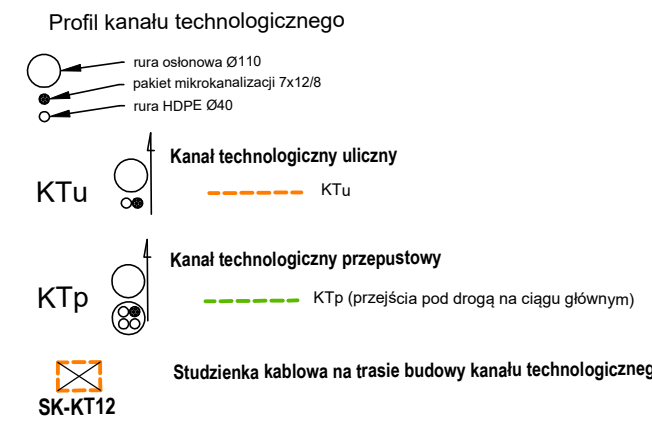 Profil kanału technologicznego
rura osłonowa Ø110
pakiet mikrokanalizacji 7x12/8
rura HDPE Ø40
Kanał technologiczny uliczny
KTu
KTu
Kanał technologiczny przepustowy
KTp
KTp (przejścia pod drogą na ciągu głównym)
Studzienka kablowa na trasie budowy kanału technologiczneg
SK-KT12